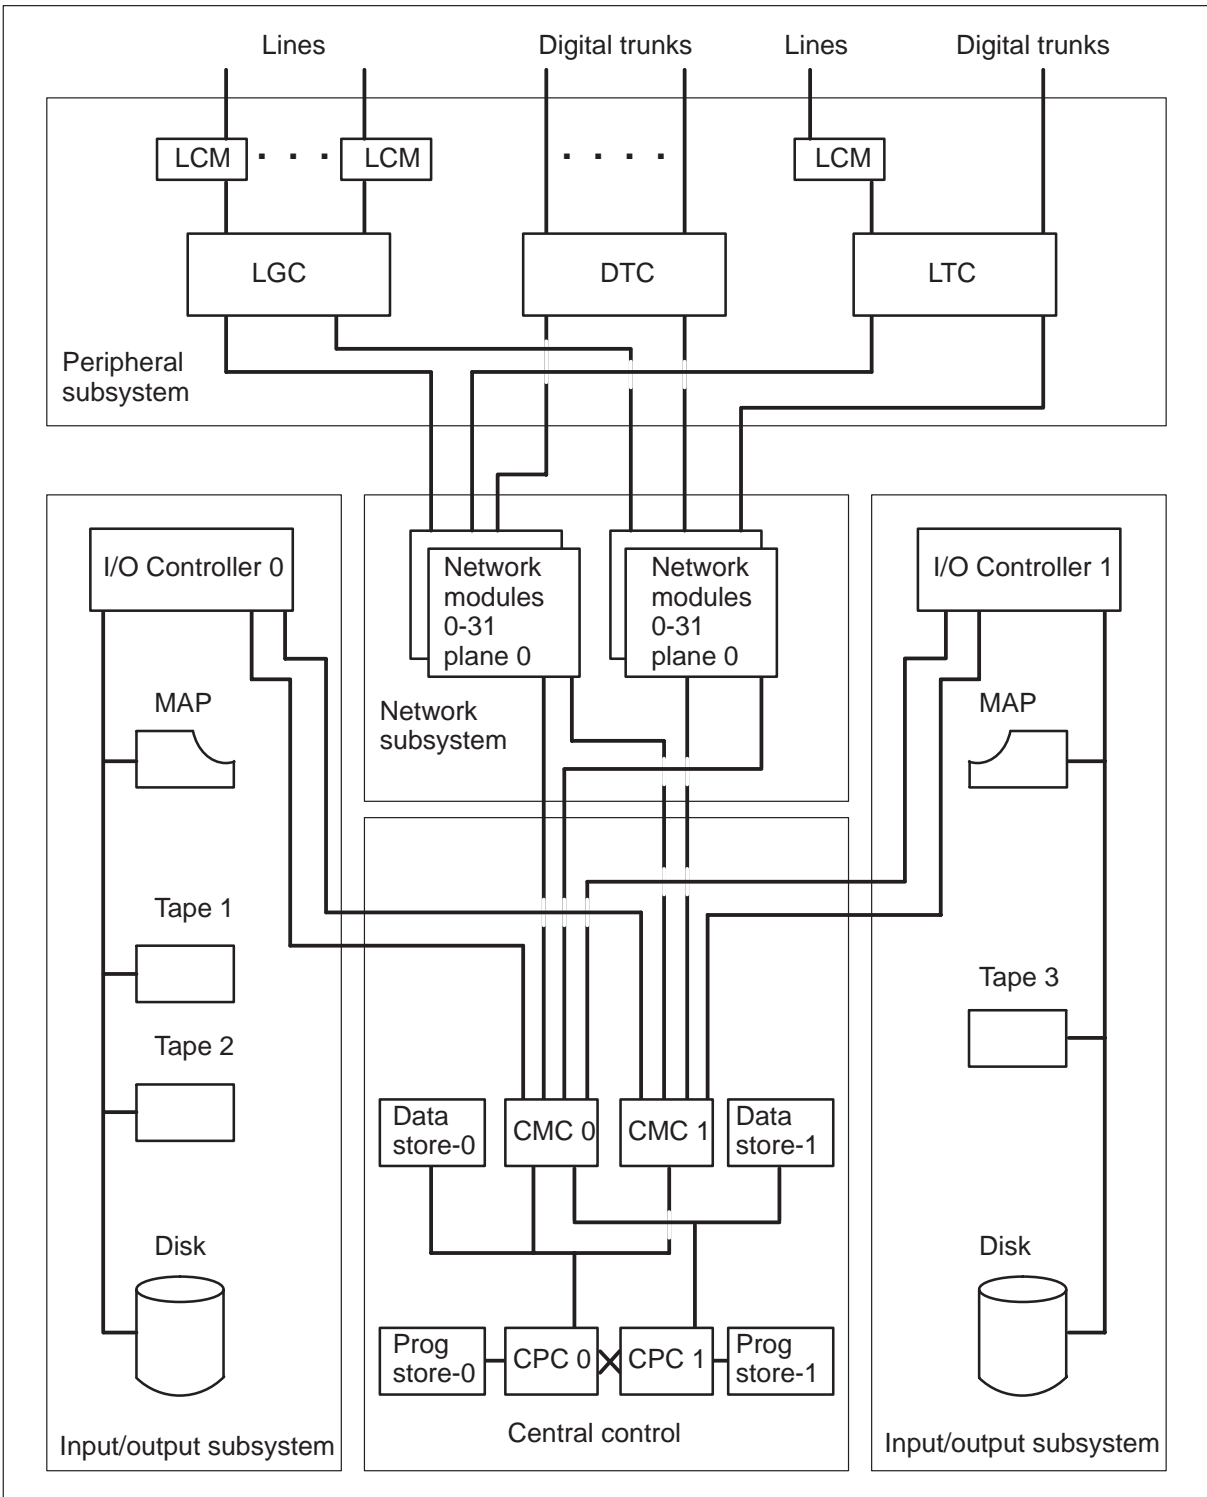 Lines
Digital trunks
Lines
Digital trunks
LCM
LCM
LCM
LGC
DTC
LTC
Peripheral
subsystem
I/O Controller 0
Network
modules
0-31
plane 0
Network
modules
0-31
plane 0
I/O Controller 1
MAP
Network
subsystem
MAP
Tape 1
Tape 2
Tape 3
Data
store-0
CMC 0
CMC 1
Data
store-1
Disk
Disk
Prog
store-0
CPC 0
CPC 1
Prog
store-1
Input/output subsystem
Central control
Input/output subsystem